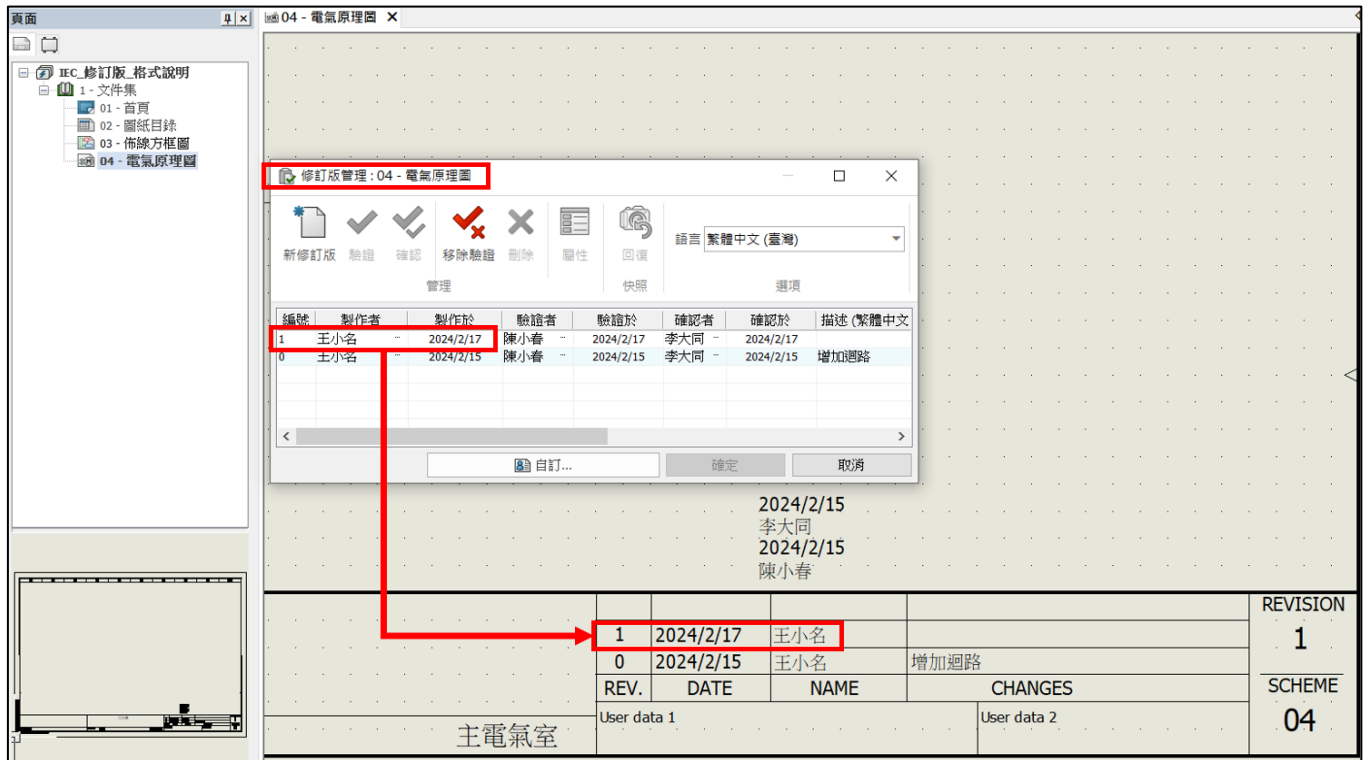 頁面
04 - 電氣原理圖
IEC_修訂版_格式說明
1 - 文件集
01 - 首頁
02 - 圖紙目錄
03 - 佈線方框圖
04 - 電氣原理圖
修訂版管理 : 04 - 電氣原理圖
新修訂版 驗證 確認 移除驗證 刪除 屬性 回復 語言 繁體中文 (臺灣)
管理 快照 選項
編號 製作者 製作於 驗證者 驗證於 確認者 確認於 描述 (繁體中文
1 王小名 2024/2/17 陳小春 2024/2/17 李大同 2024/2/17
0 王小名 2024/2/15 陳小春 2024/2/15 李大同 2024/2/15 增加迴路
自訂... 確定 取消
2024/2/15
李大同
2024/2/15
陳小春
REVISION
1 2024/2/17 王小名 1
0 2024/2/15 王小名 增加迴路
REV. DATE NAME CHANGES SCHEME
User data 1 User data 2 04
主電氣室